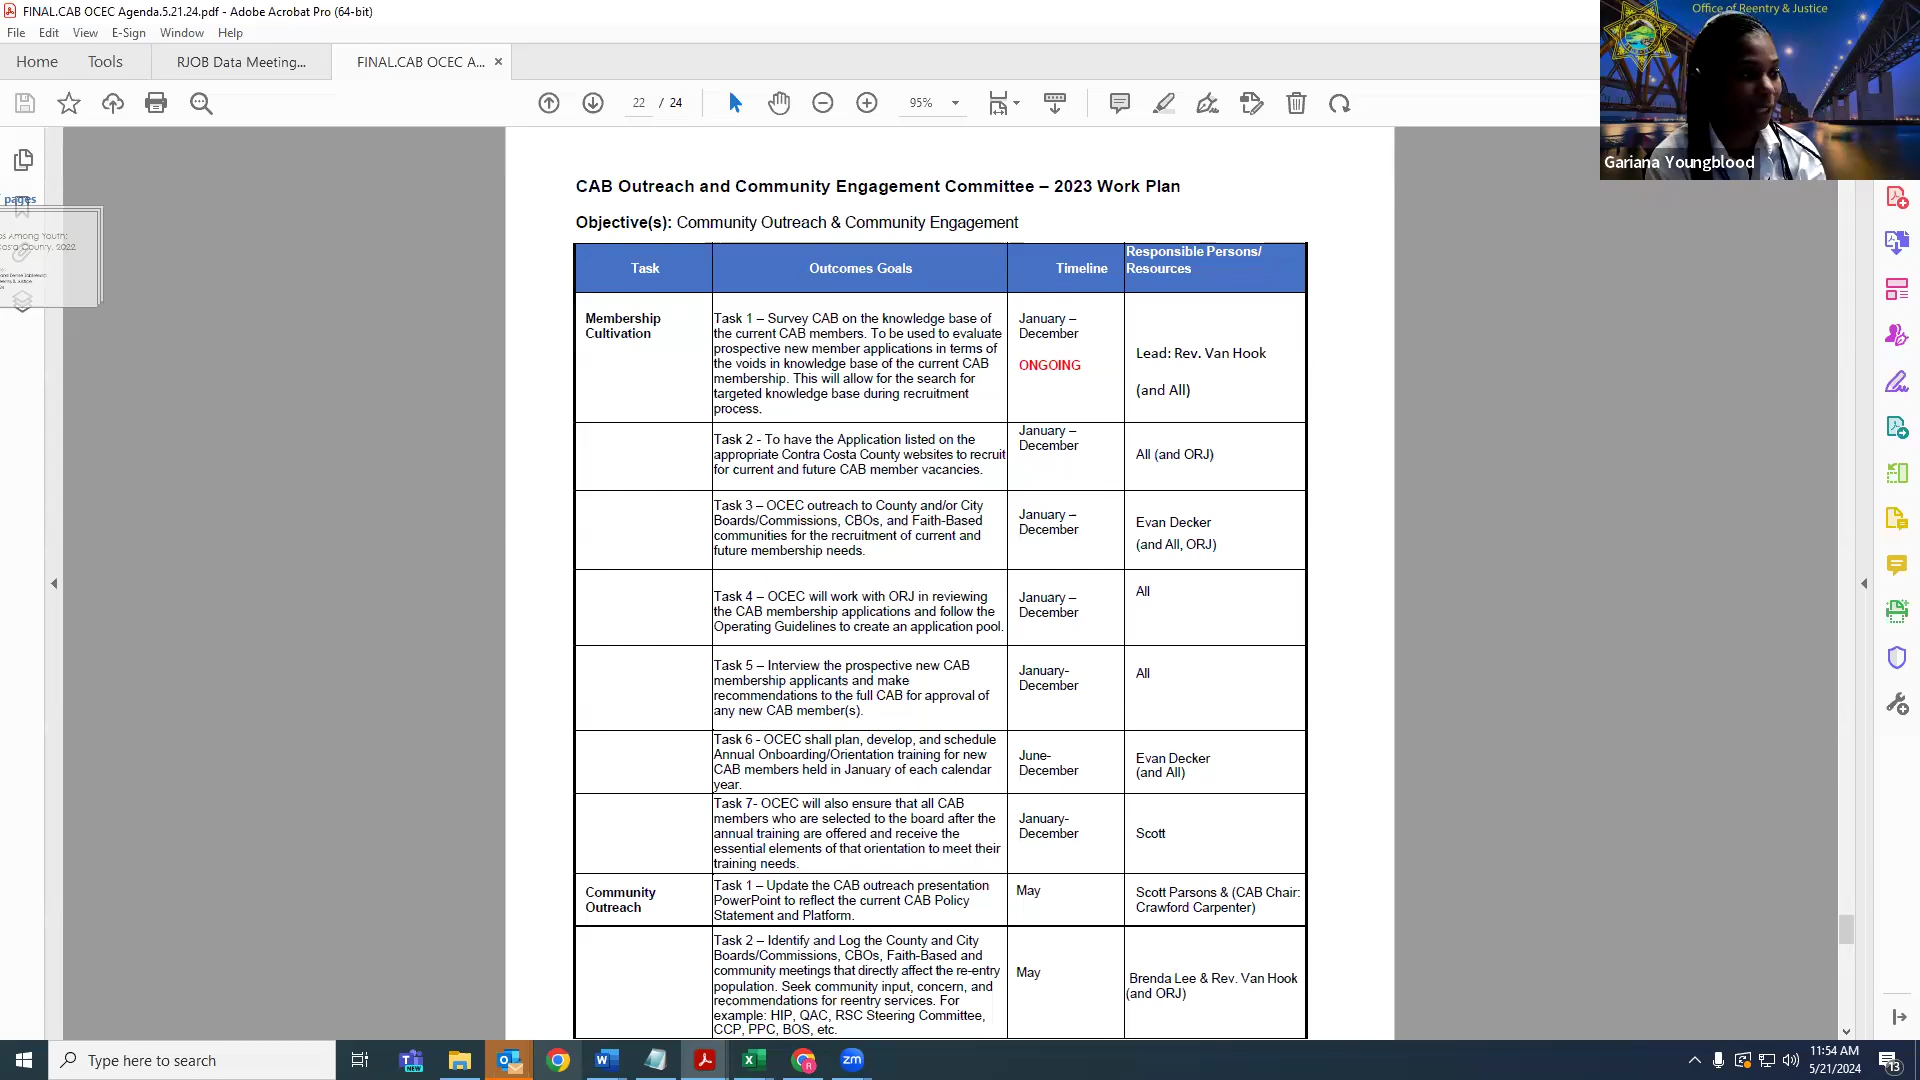 FINAL.CAB OCEC Agenda.5.21.24.pdf - Adobe Acrobat Pro (64-bit)
File Edit View E-Sign Window Help
Home Tools RJOB Data Meeting... FINAL.CAB OCEC A... ×
22 / 24 95%
Office of Reentry & Justice
Gariana Youngblood
pages
os Among Youth:
Costa County, 2022
CAB Outreach and Community Engagement Committee – 2023 Work Plan
Objective(s): Community Outreach & Community Engagement
Task Outcomes Goals Timeline Responsible Persons/
Resources
Membership
Cultivation
Task 1 – Survey CAB on the knowledge base of
the current CAB members. To be used to evaluate
prospective new member applications in terms of
the voids in knowledge base of the current CAB
membership. This will allow for the search for
targeted knowledge base during recruitment
process.
January –
December
ONGOING
Lead: Rev. Van Hook
(and All)
Task 2 - To have the Application listed on the
appropriate Contra Costa County websites to recruit
for current and future CAB member vacancies.
January –
December
All (and ORJ)
Task 3 – OCEC outreach to County and/or City
Boards/Commissions, CBOs, and Faith-Based
communities for the recruitment of current and
future membership needs.
January –
December
Evan Decker
(and All, ORJ)
Task 4 – OCEC will work with ORJ in reviewing
the CAB membership applications and follow the
Operating Guidelines to create an application pool.
January –
December
All
Task 5 – Interview the prospective new CAB
membership applicants and make
recommendations to the full CAB for approval of
any new CAB member(s).
January-
December
All
Task 6 - OCEC shall plan, develop, and schedule
Annual Onboarding/Orientation training for new
CAB members held in January of each calendar
year.
June-
December
Evan Decker
(and All)
Task 7- OCEC will also ensure that all CAB
members who are selected to the board after the
annual training are offered and receive the
essential elements of that orientation to meet their
training needs.
January-
December
Scott
Community
Outreach
Task 1 – Update the CAB outreach presentation
PowerPoint to reflect the current CAB Policy
Statement and Platform.
May
Scott Parsons & (CAB Chair:
Crawford Carpenter)
Task 2 – Identify and Log the County and City
Boards/Commissions, CBOs, Faith-Based and
community meetings that directly affect the re-entry
population. Seek community input, concern, and
recommendations for reentry services. For
example: HIP, QAC, RSC Steering Committee,
CCP, PPC, BOS, etc.
May
Brenda Lee & Rev. Van Hook
(and ORJ)
Type here to search
NEW
zm
11:54 AM
5/21/2024
13